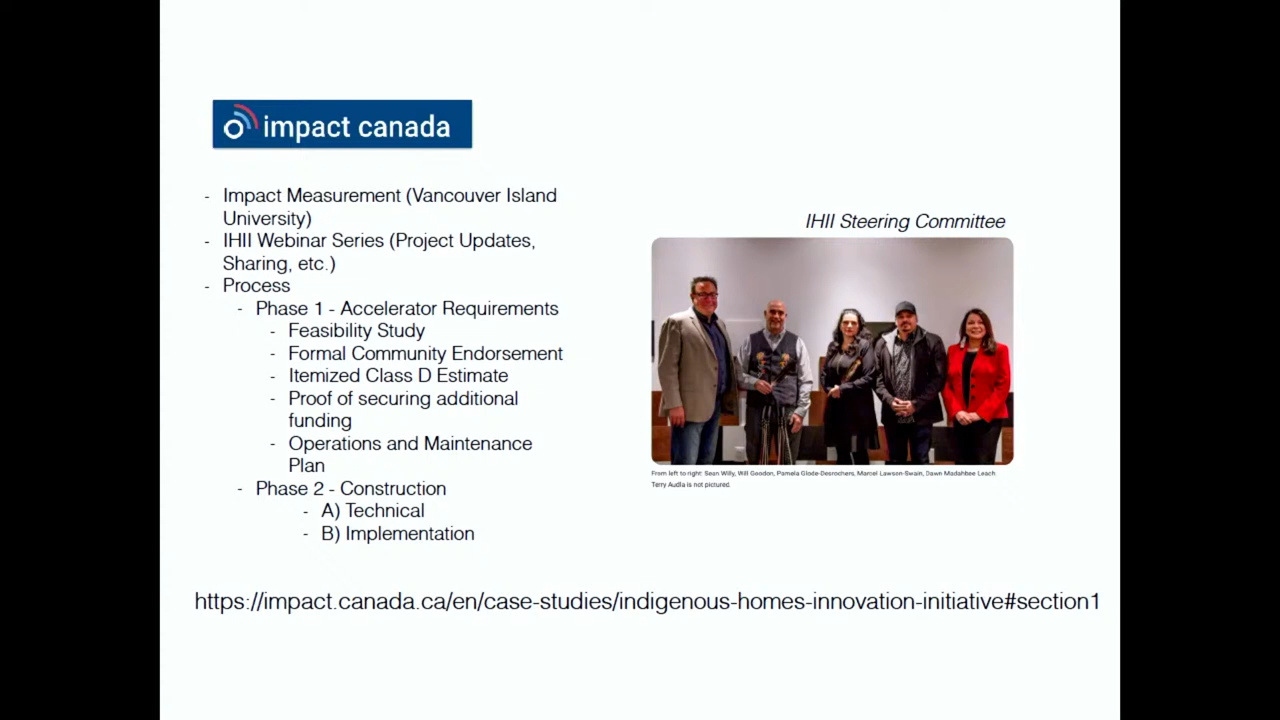 impact canada
- Impact Measurement (Vancouver Island
University)
- IHII Webinar Series (Project Updates,
Sharing, etc.)
- Process
- Phase 1 - Accelerator Requirements
- Feasibility Study
- Formal Community Endorsement
- Itemized Class D Estimate
- Proof of securing additional
funding
- Operations and Maintenance
Plan
- Phase 2 - Construction
- A) Technical
- B) Implementation
IHII Steering Committee
From left to right: Sean Willy, Will Goodon, Pamela Glode-Desrochers, Marcel Lawson-Swain, Dawn Madahbee Leach
Terry Audla is not pictured.
https://impact.canada.ca/en/case-studies/indigenous-homes-innovation-initiative#section1